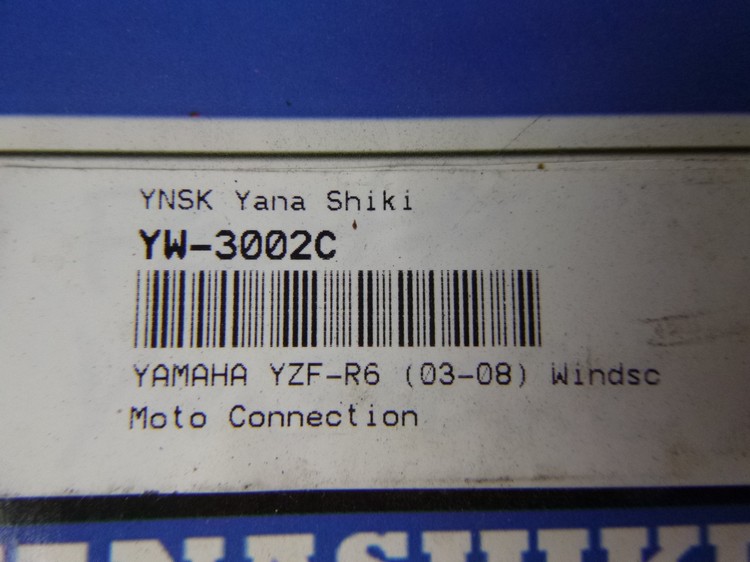 YNSK Yana Shiki
YW-3002C
YAMAHA YZF-R6 (03-08) Windsc
Moto Connection